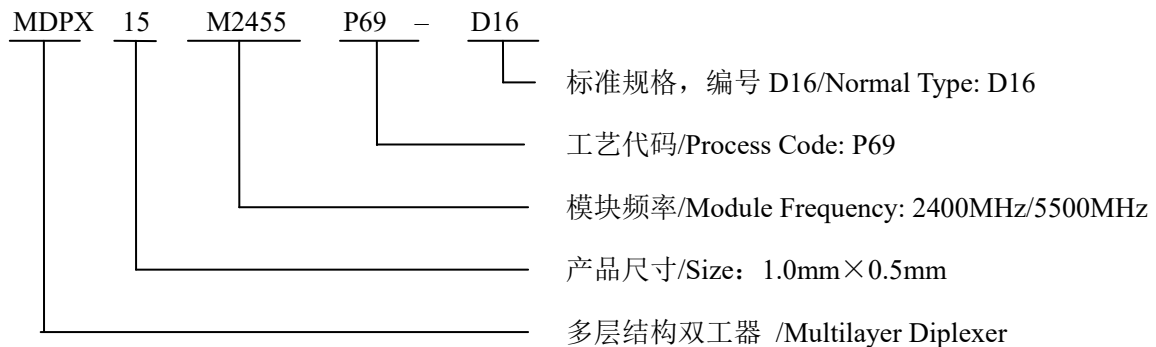 MDPX 15 M2455 P69 – D16
标准规格，编号 D16/Normal Type: D16
工艺代码/Process Code: P69
模块频率/Module Frequency: 2400MHz/5500MHz
产品尺寸/Size：1.0mm×0.5mm
多层结构双工器 /Multilayer Diplexer